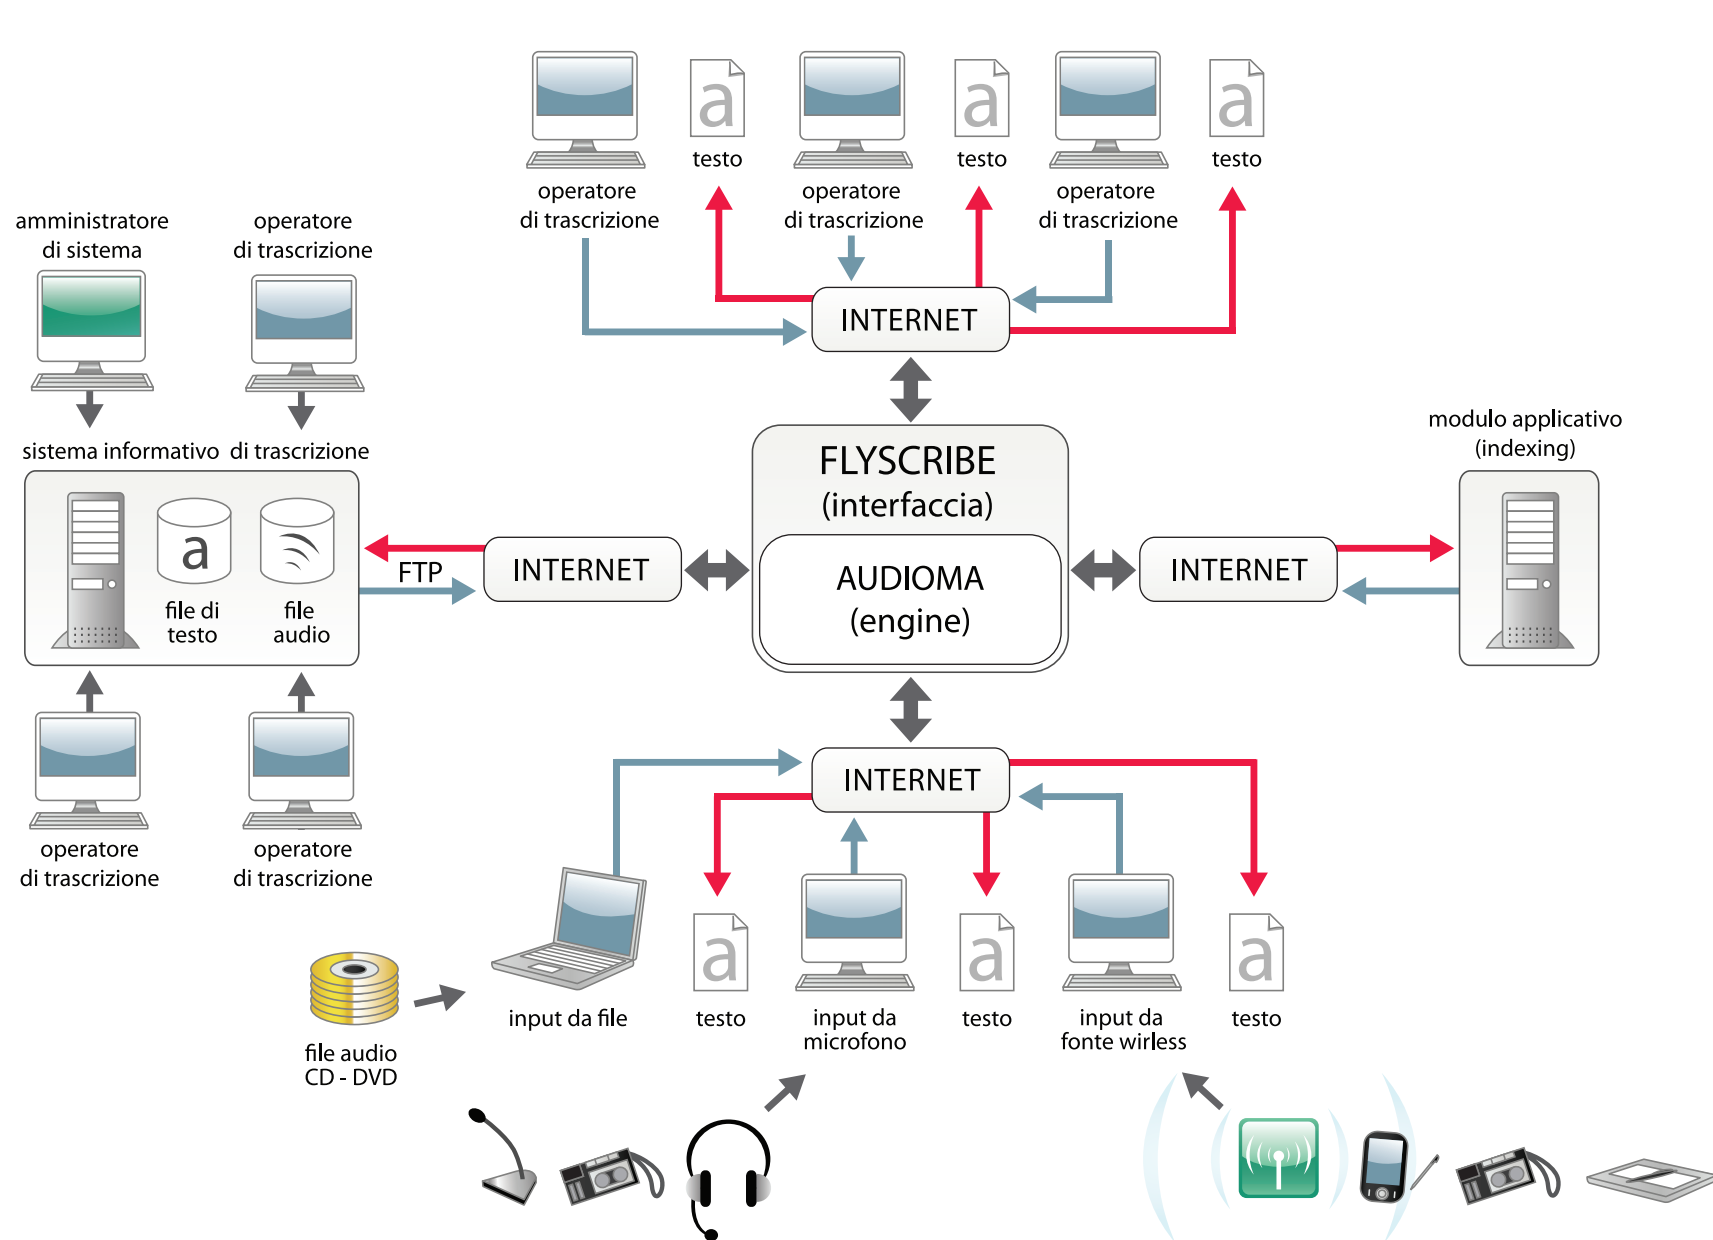 testo
testo
testo
operatore
di trascrizione
operatore
di trascrizione
operatore
di trascrizione
amministratore
di sistema
operatore
di trascrizione
INTERNET
sistema informativo di trascrizione
FLYSCRIBE
(interfaccia)
AUDIOMA
(engine)
modulo applicativo
(indexing)
a
file di
testo
file
audio
FTP
INTERNET
INTERNET
operatore
di trascrizione
operatore
di trascrizione
INTERNET
input da file
testo
input da
microfono
testo
input da
fonte wirless
testo
file audio
CD - DVD